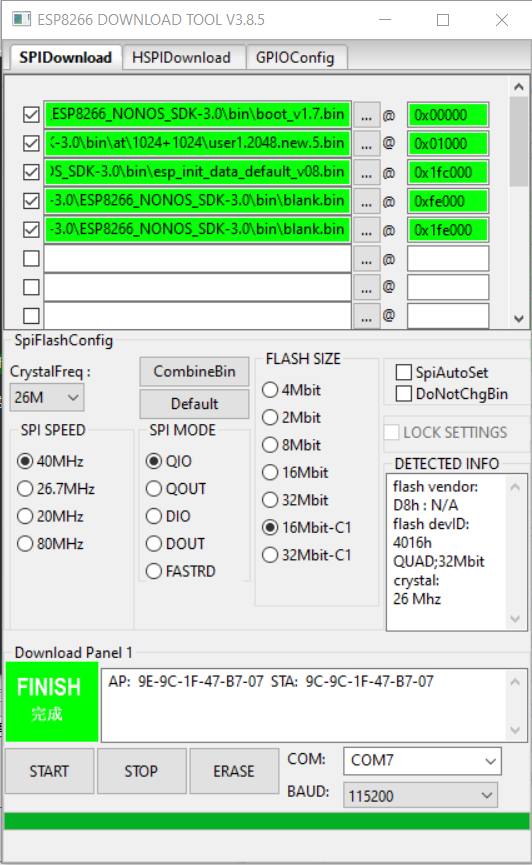 ESP8266 DOWNLOAD TOOL V3.8.5
SPIDownload HSPIDownload GPIOConfig
.ESP8266_NONOS_SDK-3.0\bin\boot_v1.7.bin ... @ 0x00000
K-3.0\bin\at\1024+1024\user1.2048.new.5.bin ... @ 0x01000
OS_SDK-3.0\bin\esp_init_data_default_v08.bin ... @ 0x1fc000
-3.0\ESP8266_NONOS_SDK-3.0\bin\blank.bin ... @ 0xfe000
-3.0\ESP8266_NONOS_SDK-3.0\bin\blank.bin ... @ 0x1fe000
... @
... @
... @
SpiFlashConfig
CrystalFreq :
26M
CombineBin
Default
SPI SPEED
40MHz
26.7MHz
20MHz
80MHz
SPI MODE
QIO
QOUT
DIO
DOUT
FASTRD
FLASH SIZE
4Mbit
2Mbit
8Mbit
16Mbit
32Mbit
16Mbit-C1
32Mbit-C1
SpiAutoSet
DoNotChgBin
LOCK SETTINGS
DETECTED INFO
flash vendor:
D8h : N/A
flash devID:
4016h
QUAD;32Mbit
crystal:
26 Mhz
Download Panel 1
FINISH
完成
AP: 9E-9C-1F-47-B7-07 STA: 9C-9C-1F-47-B7-07
START STOP ERASE
COM: COM7
BAUD: 115200